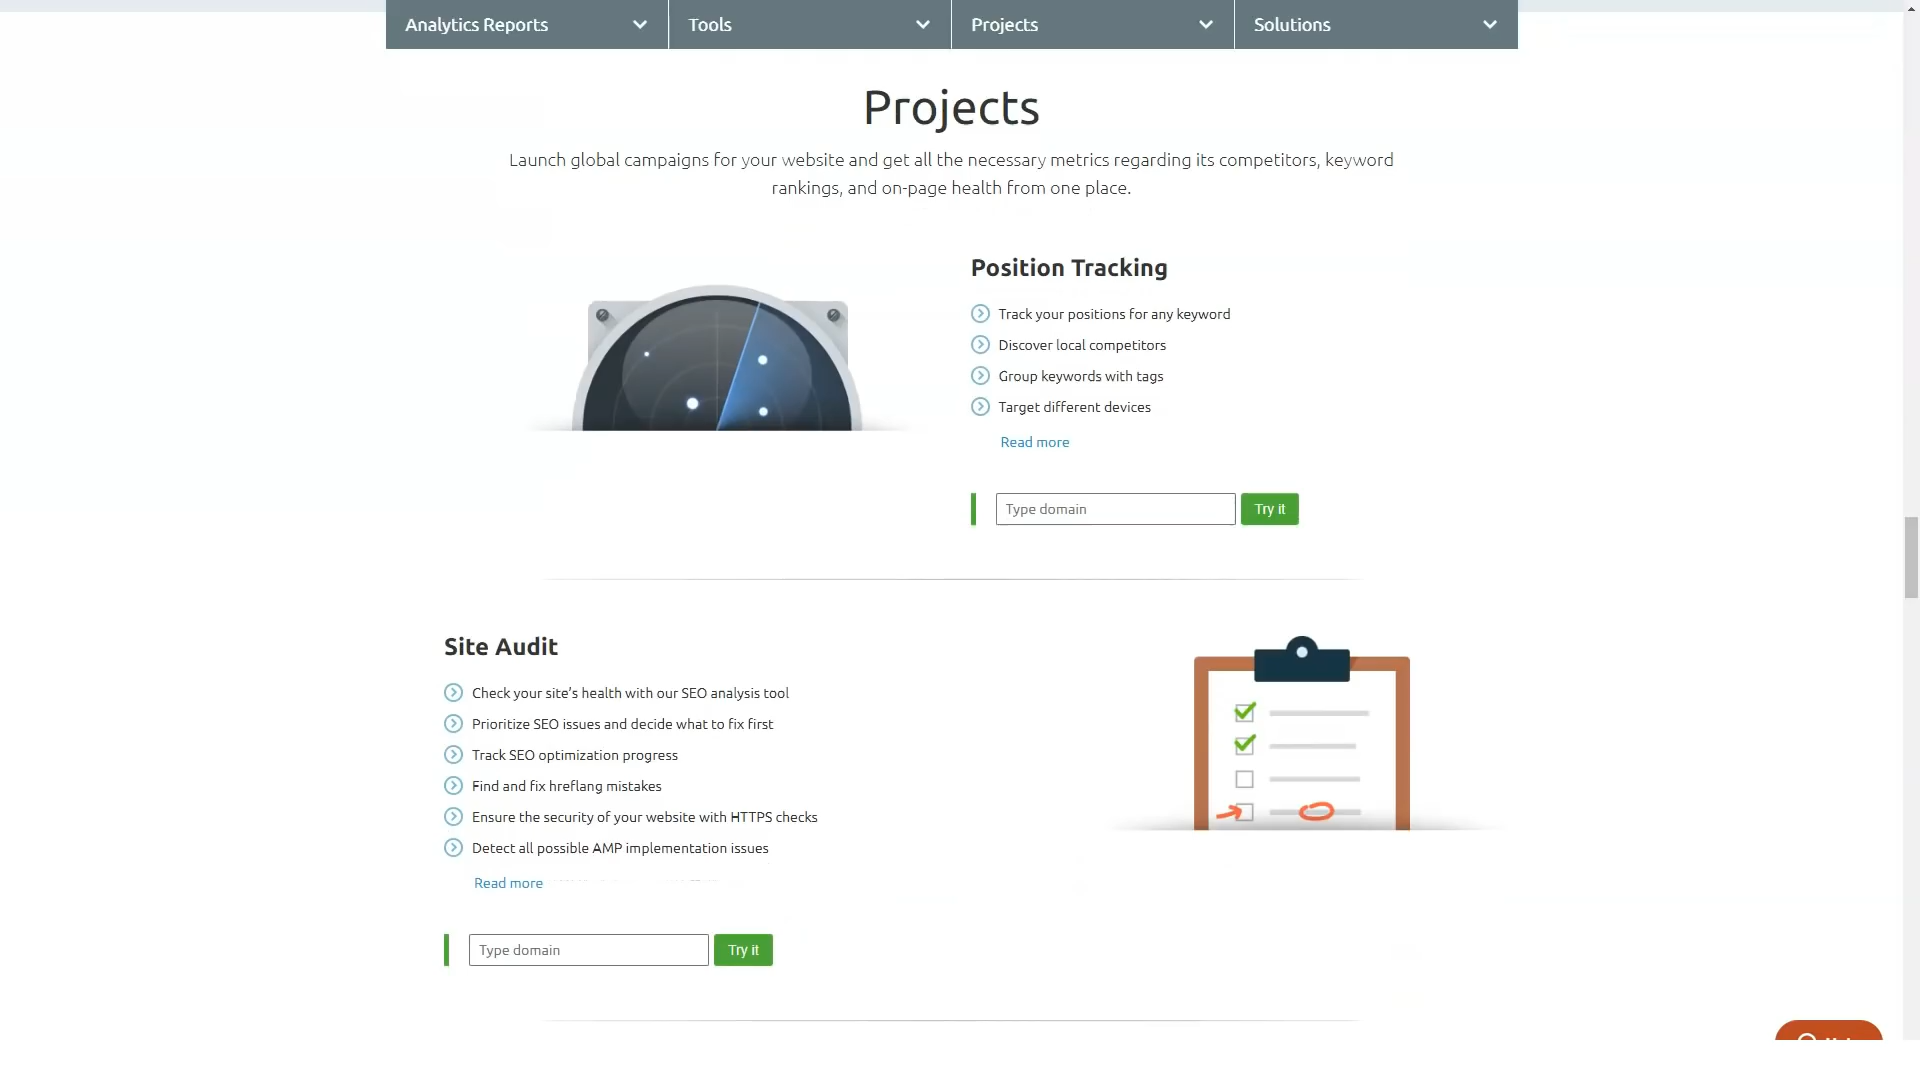 Analytics Reports
Tools
Projects
Solutions
Projects
Launch global campaigns for your website and get all the necessary metrics regarding its competitors, keyword
rankings, and on-page health from one place.
Position Tracking
Track your positions for any keyword
Discover local competitors
Group keywords with tags
Target different devices
Read more
Type domain
Try it
Site Audit
Check your site's health with our SEO analysis tool
Prioritize SEO issues and decide what to fix first
Track SEO optimization progress
Find and fix hreflang mistakes
Ensure the security of your website with HTTPS checks
Detect all possible AMP implementation issues
Read more
Type domain
Try it